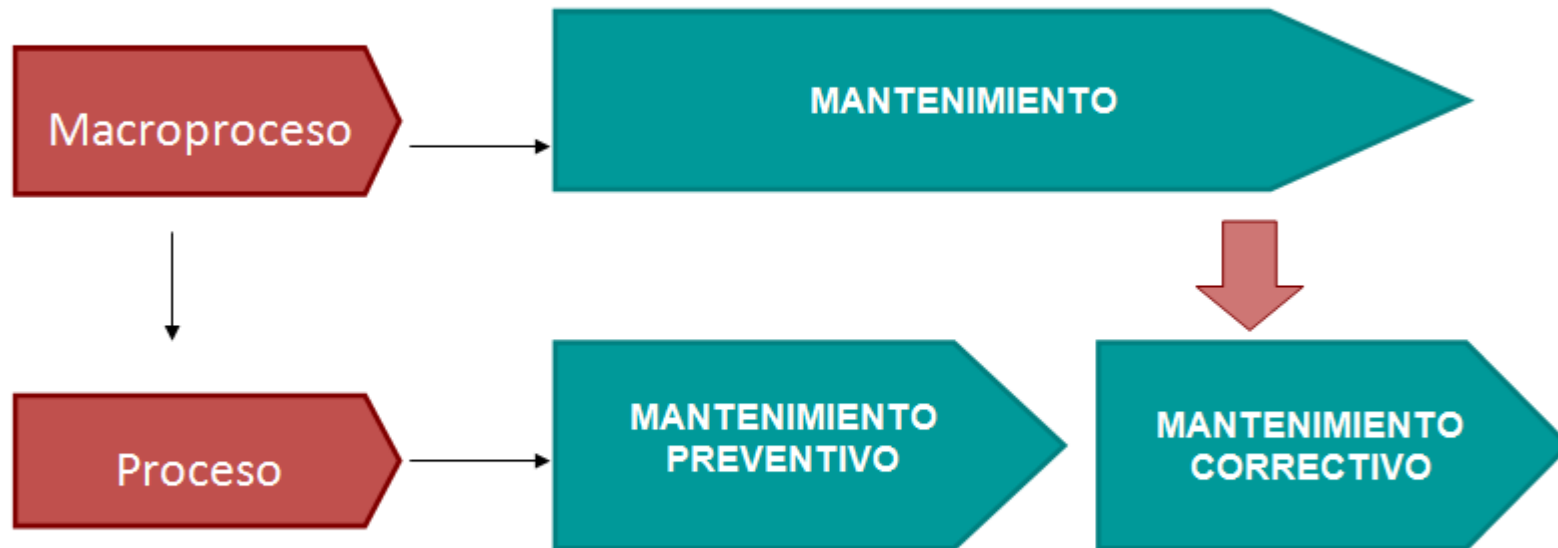 Macroproceso
MANTENIMIENTO
Proceso
MANTENIMIENTO
PREVENTIVO
MANTENIMIENTO
CORRECTIVO